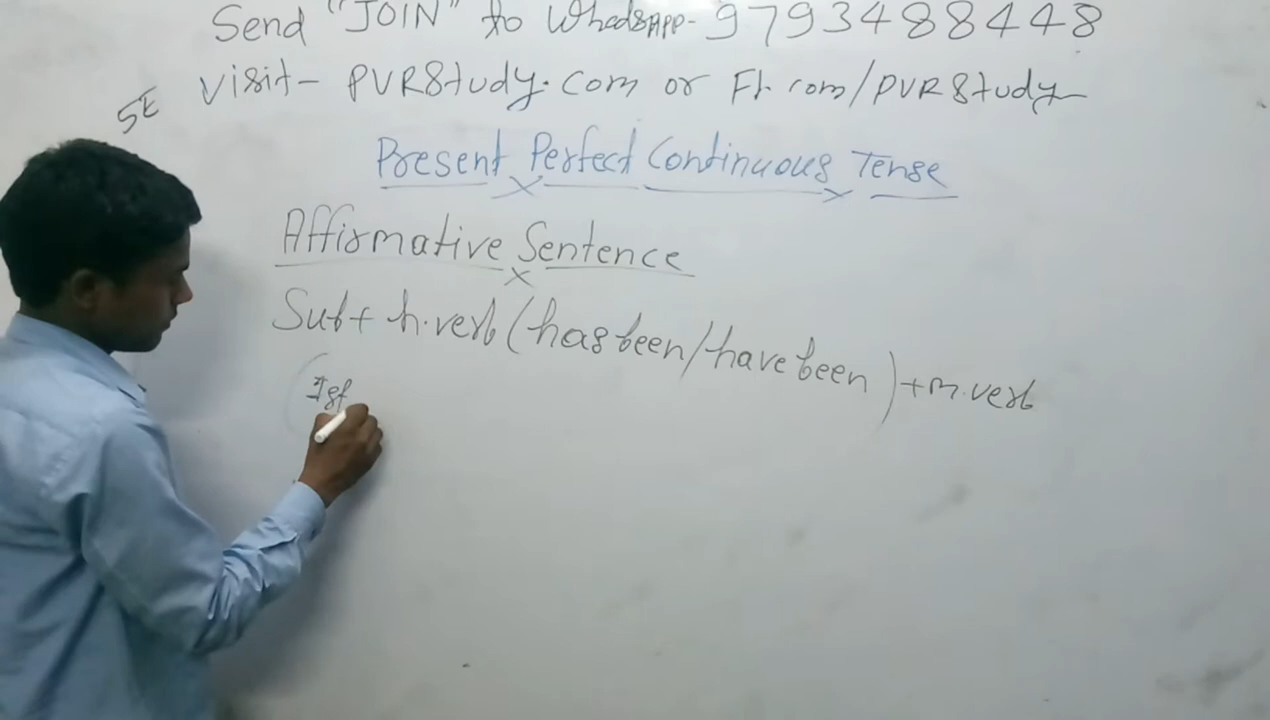 Send "JOIN" to WhatsApp- 9793488448
5E
Visit- PVRStudy.com or Fb.com/PVRStudy
Present Perfect Continuous Tense
Affirmative Sentence
Sub + h.verb (has been/have been) + m.verb
(Ist